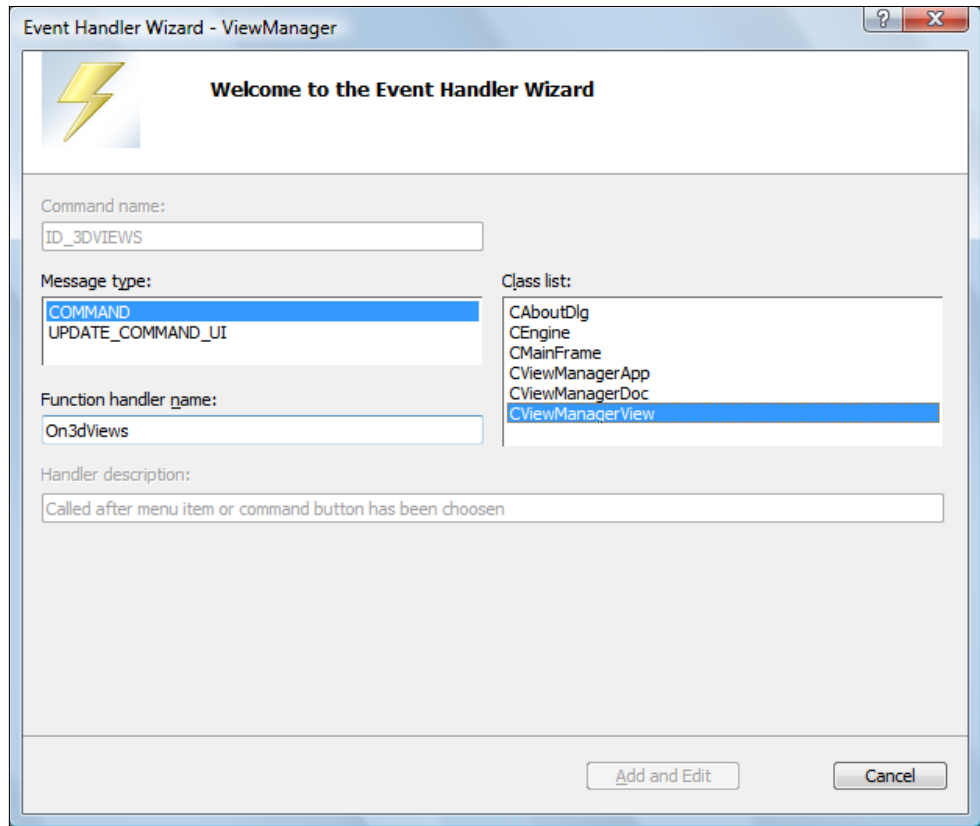 Event Handler Wizard - ViewManager
Welcome to the Event Handler Wizard
Command name:
ID_3DVIEWS
Message type:
COMMAND
UPDATE_COMMAND_UI
Class list:
CAboutDlg
CEngine
CMainFrame
CViewManagerApp
CViewManagerDoc
CViewManagerView
Function handler name:
On3dViews
Handler description:
Called after menu item or command button has been choosen
Add and Edit
Cancel